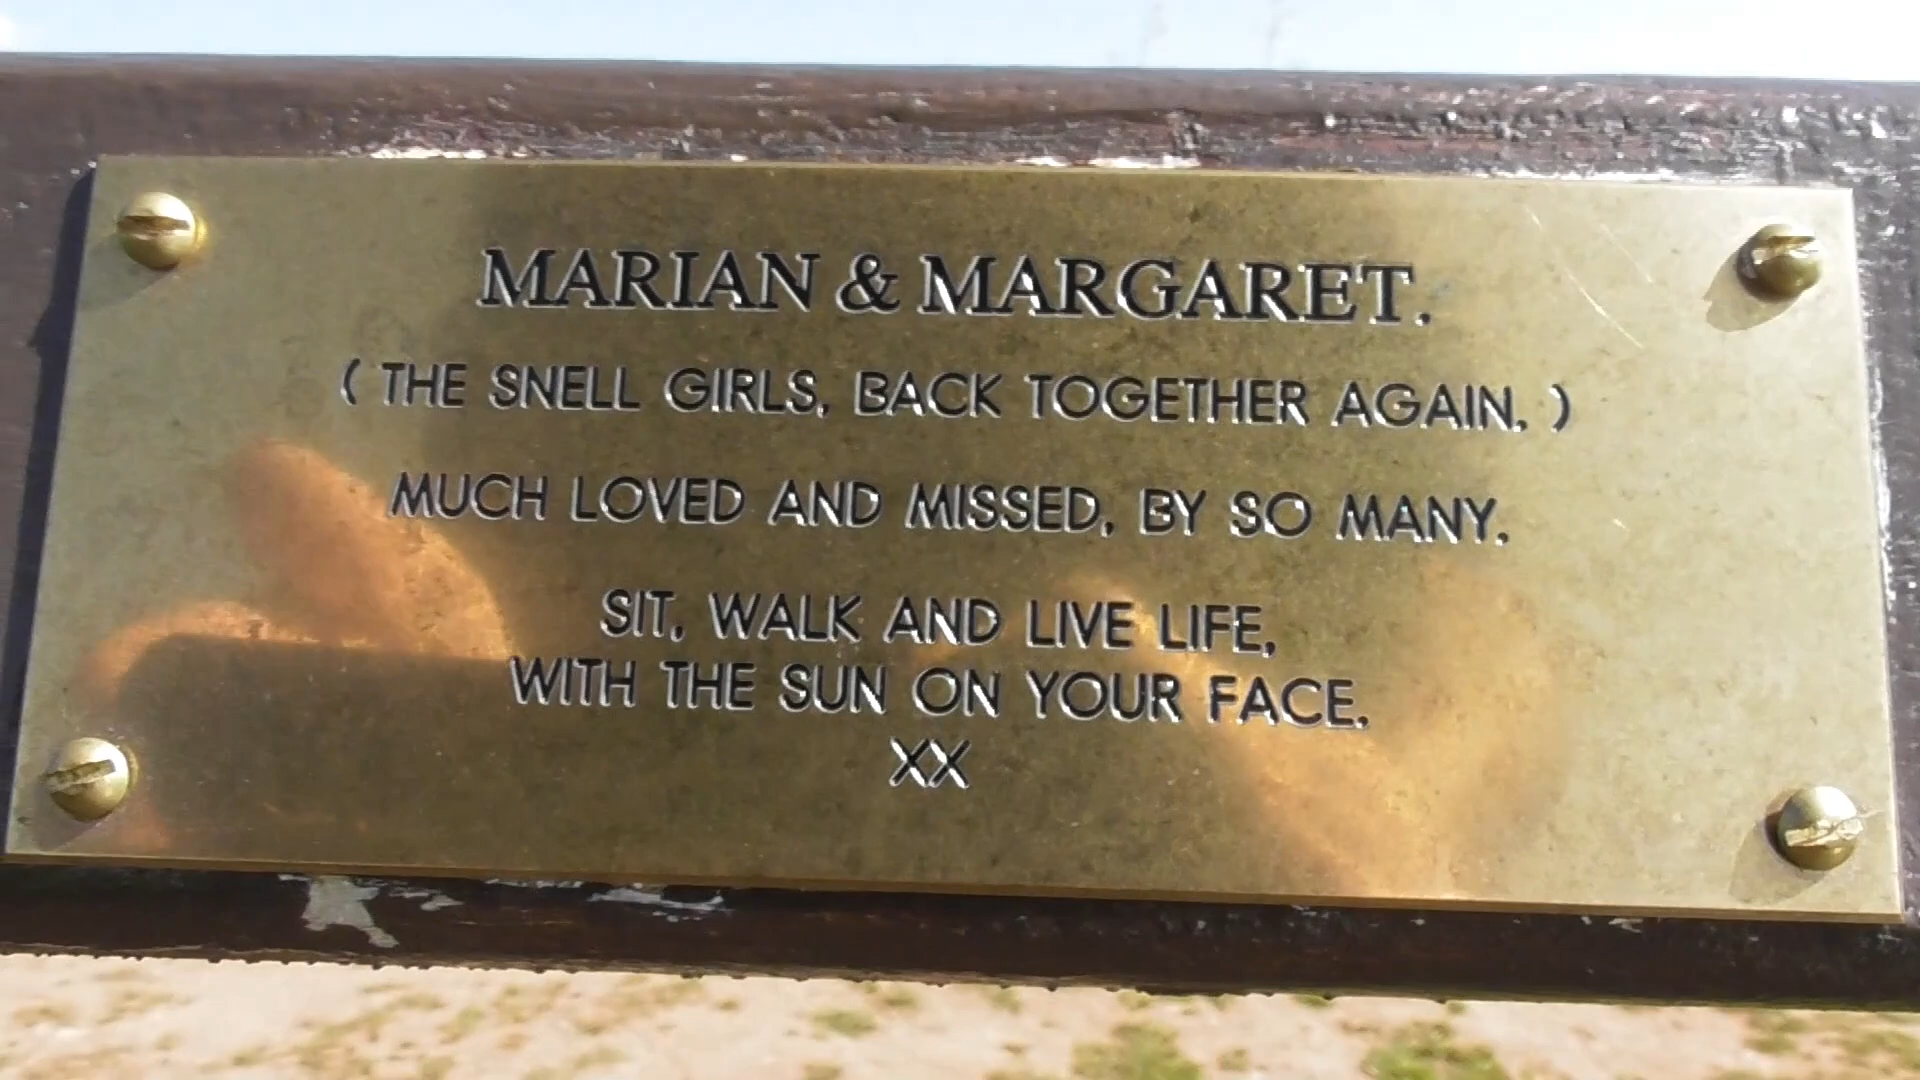 MARIAN & MARGARET.
( THE SNELL GIRLS, BACK TOGETHER AGAIN. )
MUCH LOVED AND MISSED, BY SO MANY.
SIT, WALK AND LIVE LIFE,
WITH THE SUN ON YOUR FACE.
XX